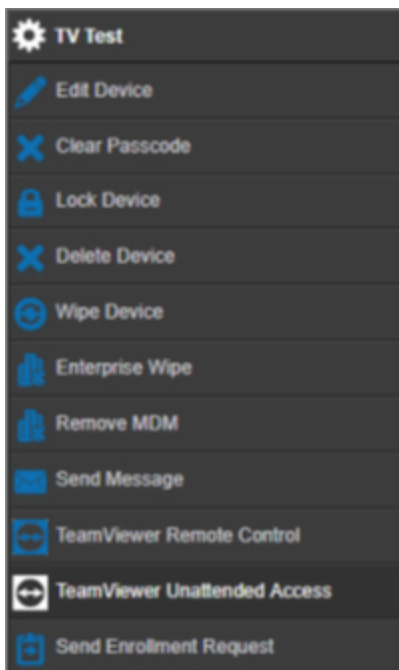 TV Test
Edit Device
Clear Passcode
Lock Device
Delete Device
Wipe Device
Enterprise Wipe
Remove MDM
Send Message
TeamViewer Remote Control
TeamViewer Unattended Access
Send Enrollment Request